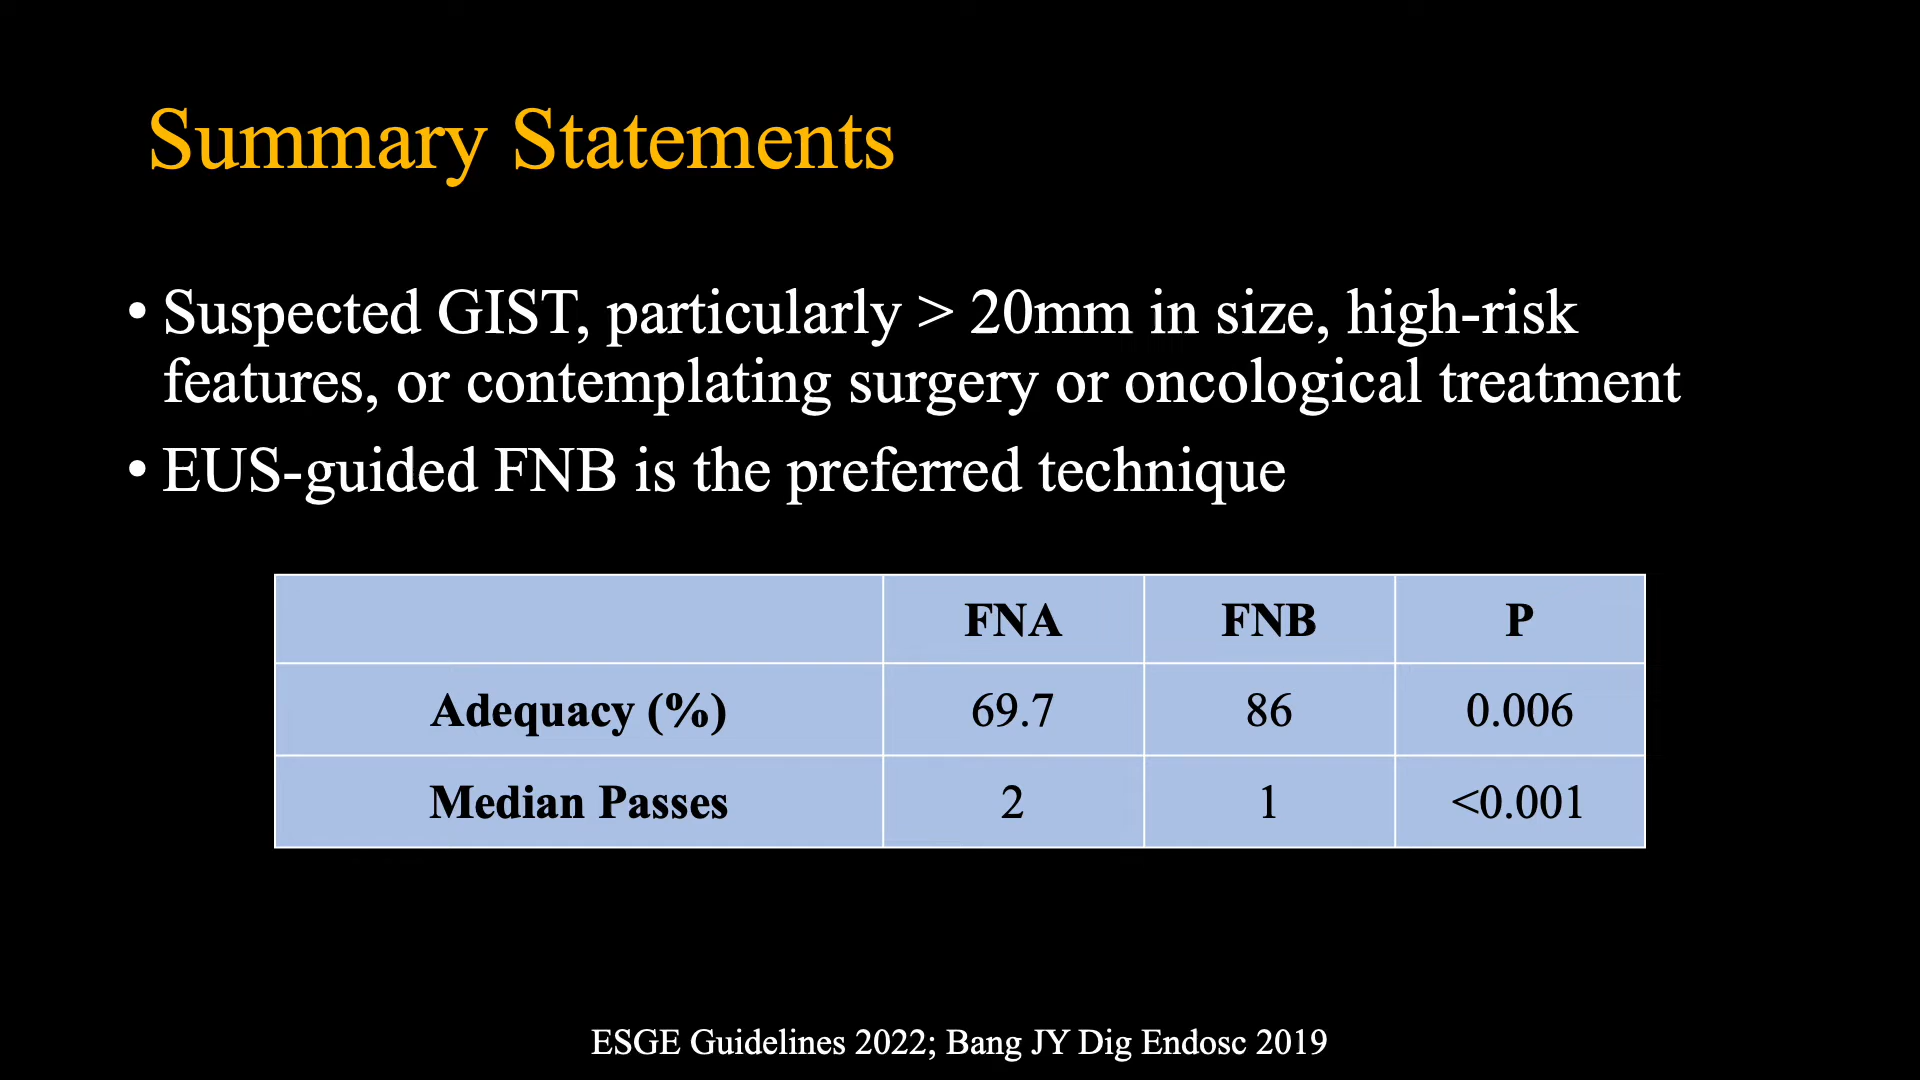 Summary Statements
• Suspected GIST, particularly > 20mm in size, high-risk
features, or contemplating surgery or oncological treatment
• EUS-guided FNB is the preferred technique
FNA FNB P
Adequacy (%) 69.7 86 0.006
Median Passes 2 1 <0.001
ESGE Guidelines 2022; Bang JY Dig Endosc 2019